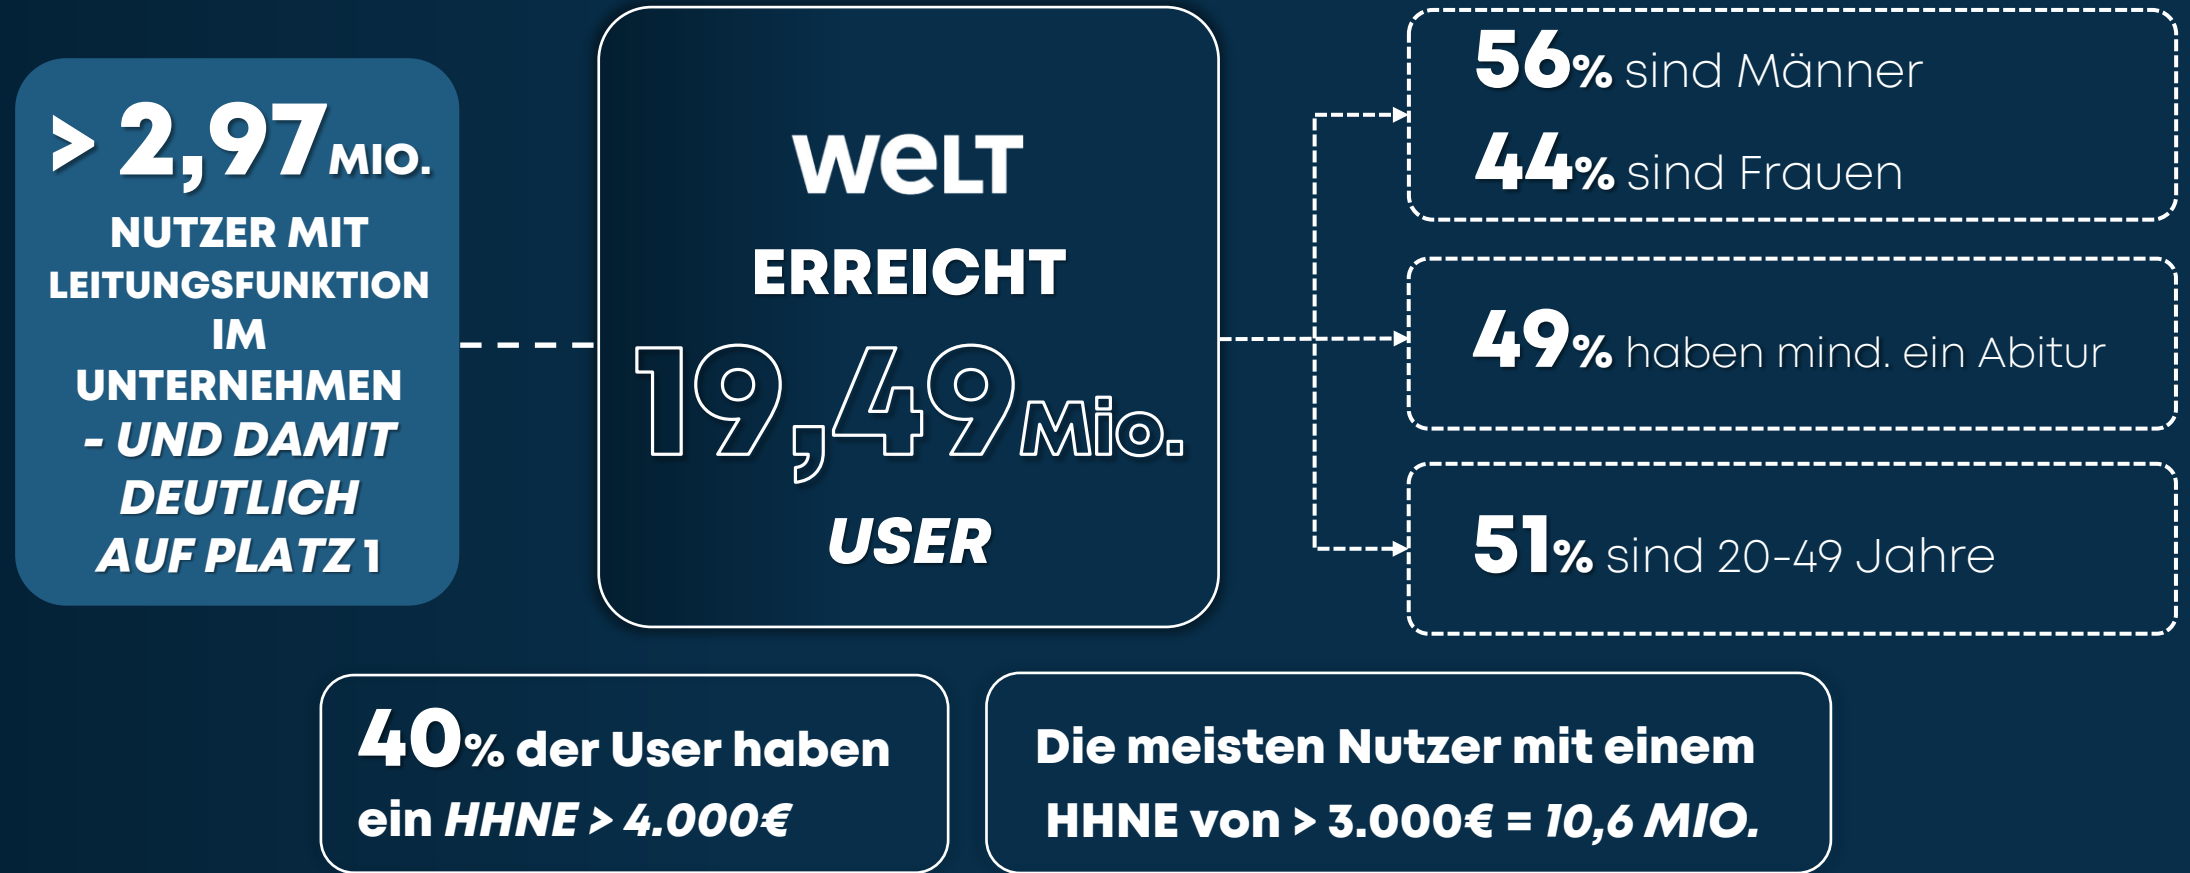 > 2,97 MIO.
NUTZER MIT
LEITUNGSFUNKTION
IM
UNTERNEHMEN
- UND DAMIT
DEUTLICH
AUF PLATZ 1
WELT
ERREICHT
19,49 Mio.
USER
56% sind Männer
44% sind Frauen
49% haben mind. ein Abitur
51% sind 20-49 Jahre
40% der User haben
ein HHNE > 4.000€
Die meisten Nutzer mit einem
HHNE von > 3.000€ = 10,6 MIO.